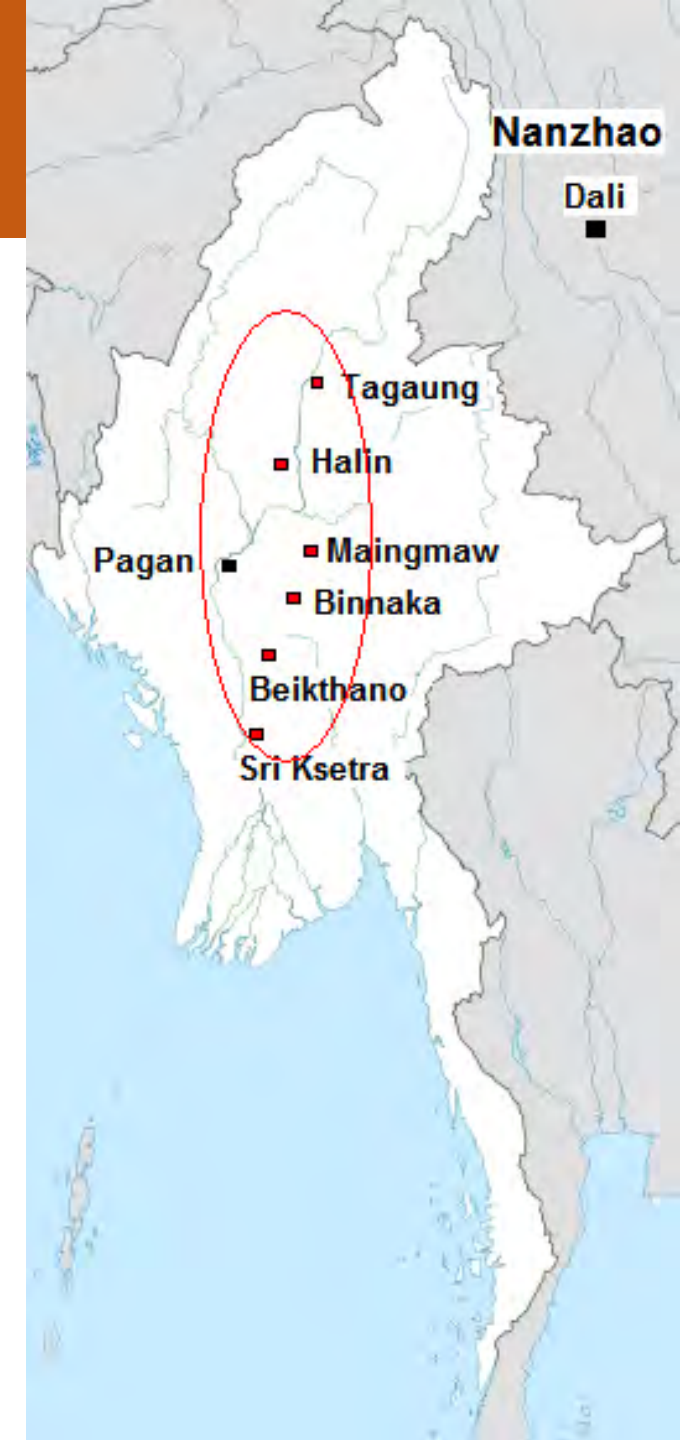 Nanzhao
Dali
Tagaung
Halin
Maingmaw
Pagan
Binnaka
Beikthano
Sri Ksetra